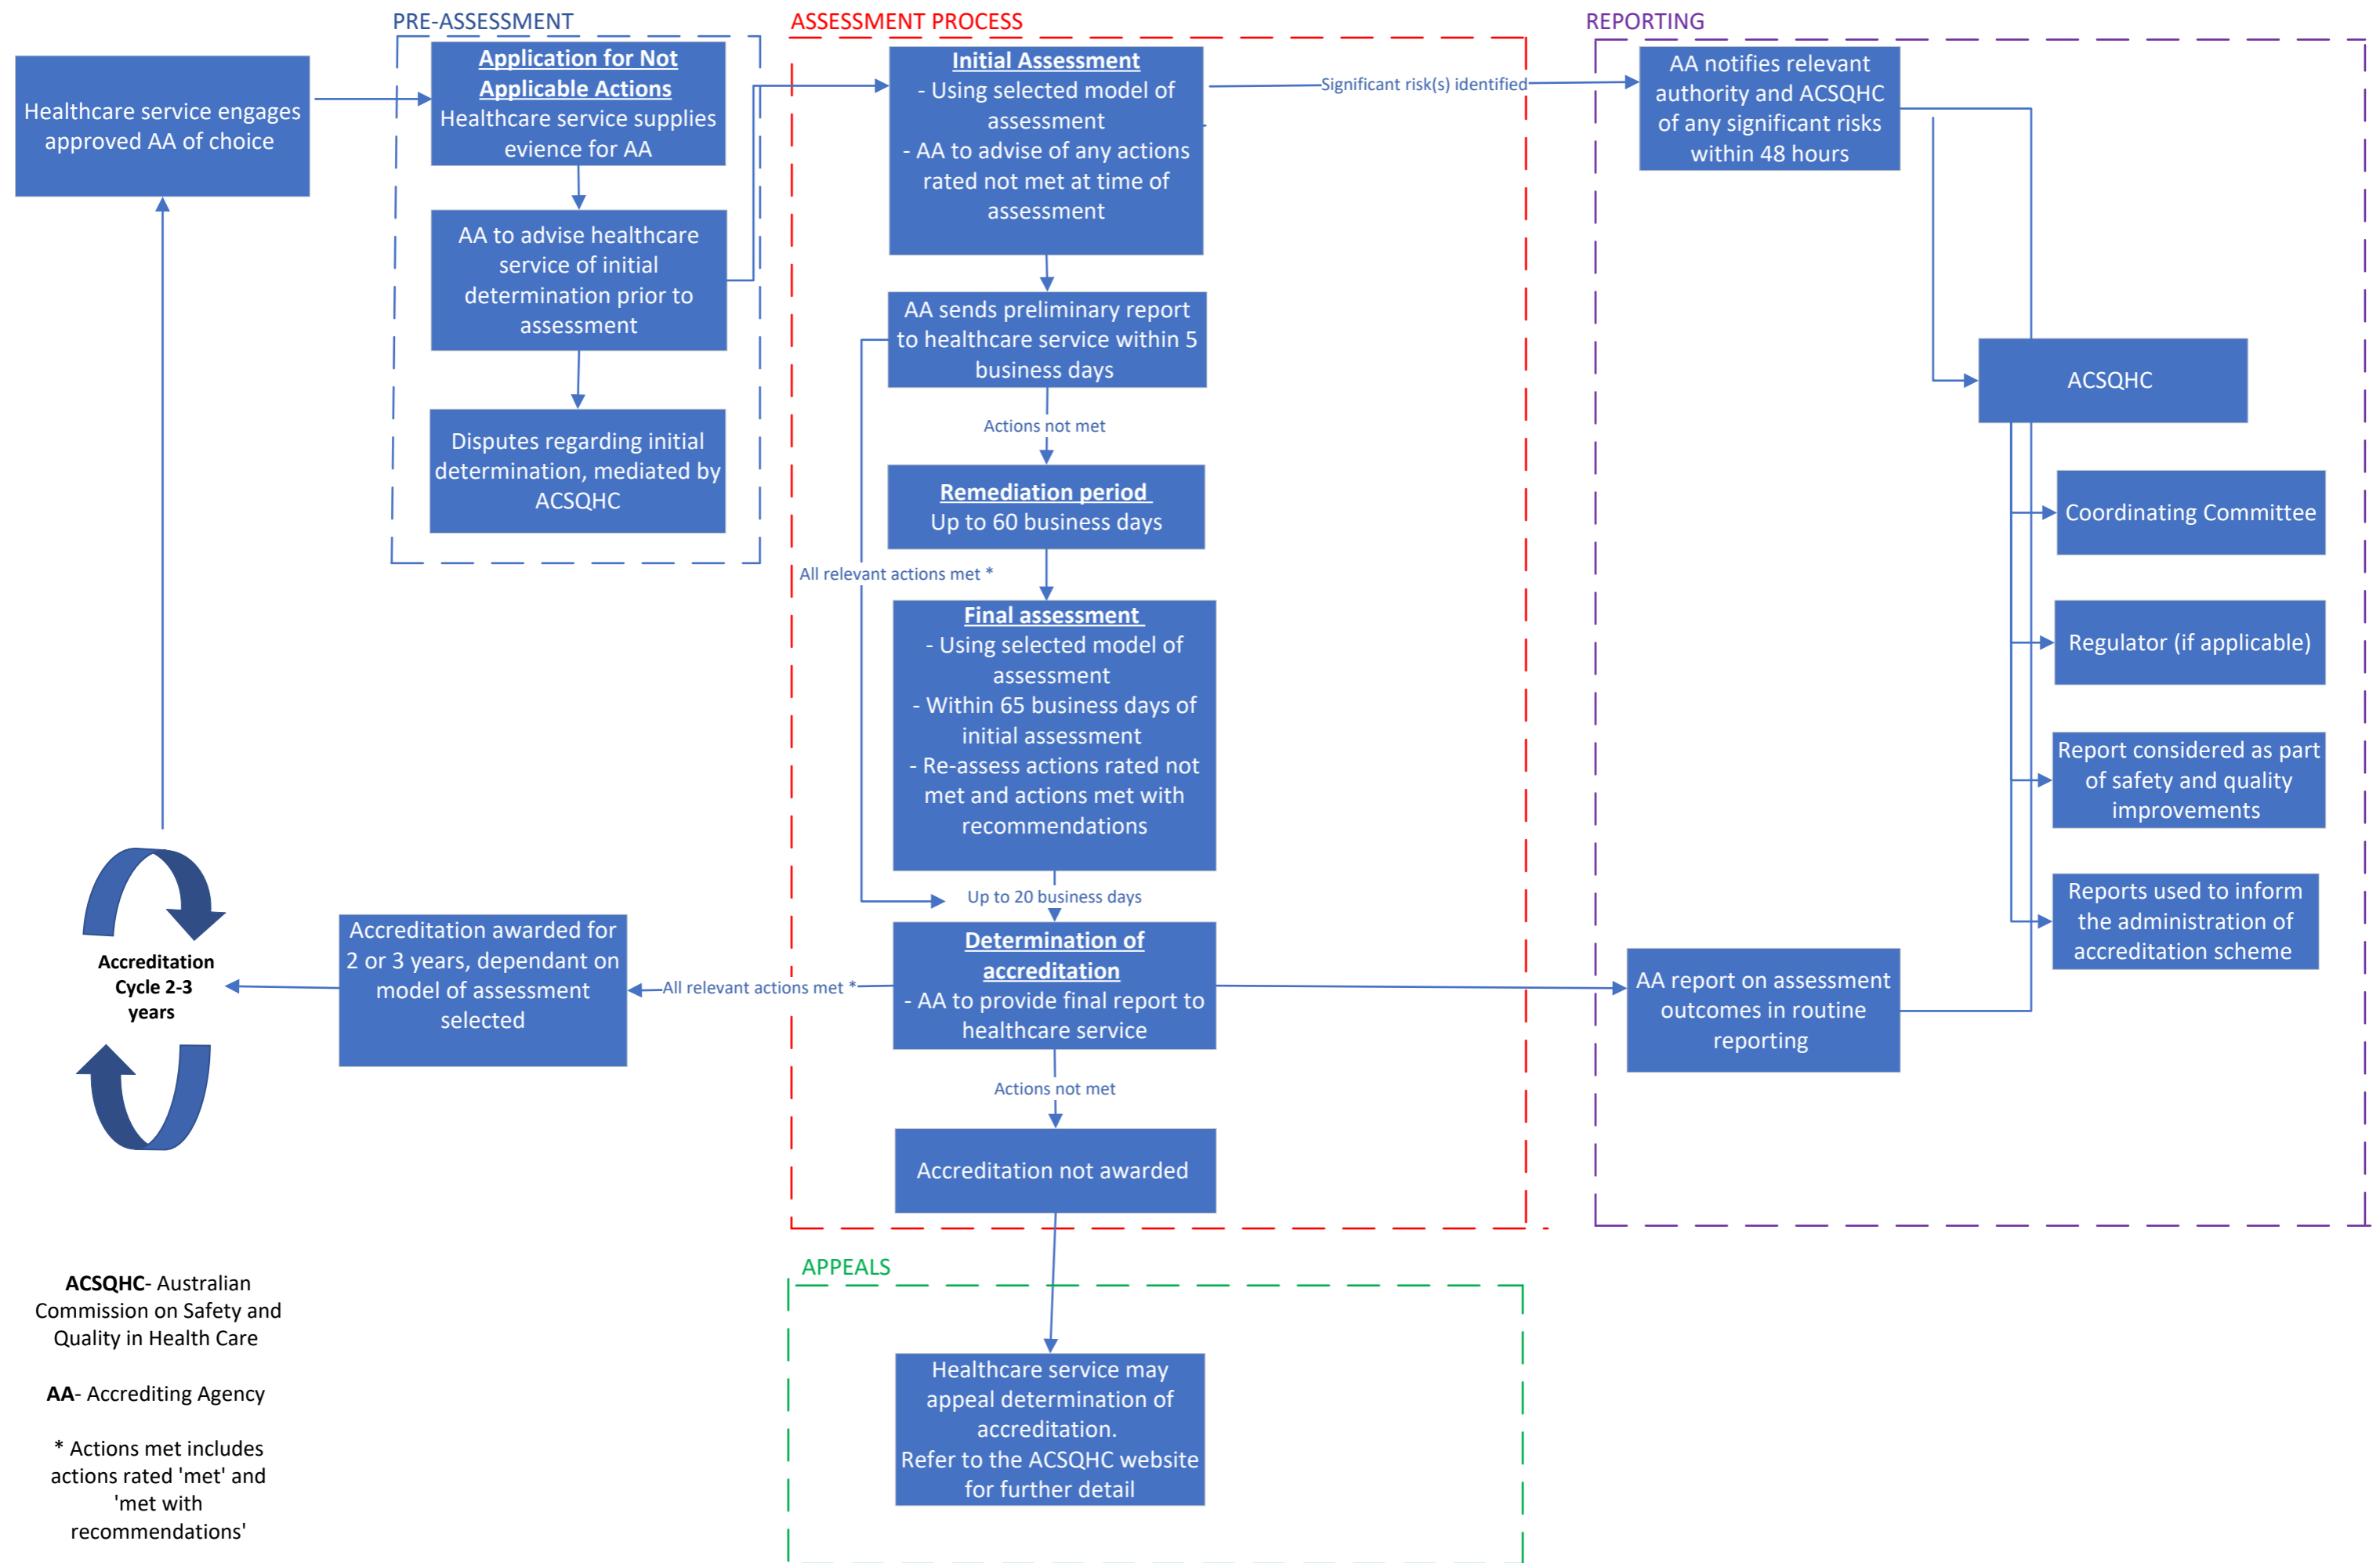 PRE-ASSESSMENT
ASSESSMENT PROCESS
REPORTING
Healthcare service engages
approved AA of choice
Application for Not
Applicable Actions
Healthcare service supplies
evience for AA
AA to advise healthcare
service of initial
determination prior to
assessment
Disputes regarding initial
determination, mediated by
ACSQHC
Initial Assessment
- Using selected model of
assessment
- AA to advise of any actions
rated not met at time of
assessment
Significant risk(s) identified
AA notifies relevant
authority and ACSQHC
of any significant risks
within 48 hours
AA sends preliminary report
to healthcare service within 5
business days
Actions not met
Remediation period
Up to 60 business days
All relevant actions met *
Final assessment
- Using selected model of
assessment
- Within 65 business days of
initial assessment
- Re-assess actions rated not
met and actions met with
recommendations
Up to 20 business days
Determination of
accreditation
- AA to provide final report to
healthcare service
All relevant actions met *
Accreditation awarded for
2 or 3 years, dependant on
model of assessment
selected
Accreditation
Cycle 2-3
years
Actions not met
Accreditation not awarded
ACSQHC
Coordinating Committee
Regulator (if applicable)
Report considered as part
of safety and quality
improvements
Reports used to inform
the administration of
accreditation scheme
AA report on assessment
outcomes in routine
reporting
APPEALS
Healthcare service may
appeal determination of
accreditation.
Refer to the ACSQHC website
for further detail
ACSQHC- Australian
Commission on Safety and
Quality in Health Care
AA- Accrediting Agency
* Actions met includes
actions rated 'met' and
'met with
recommendations'